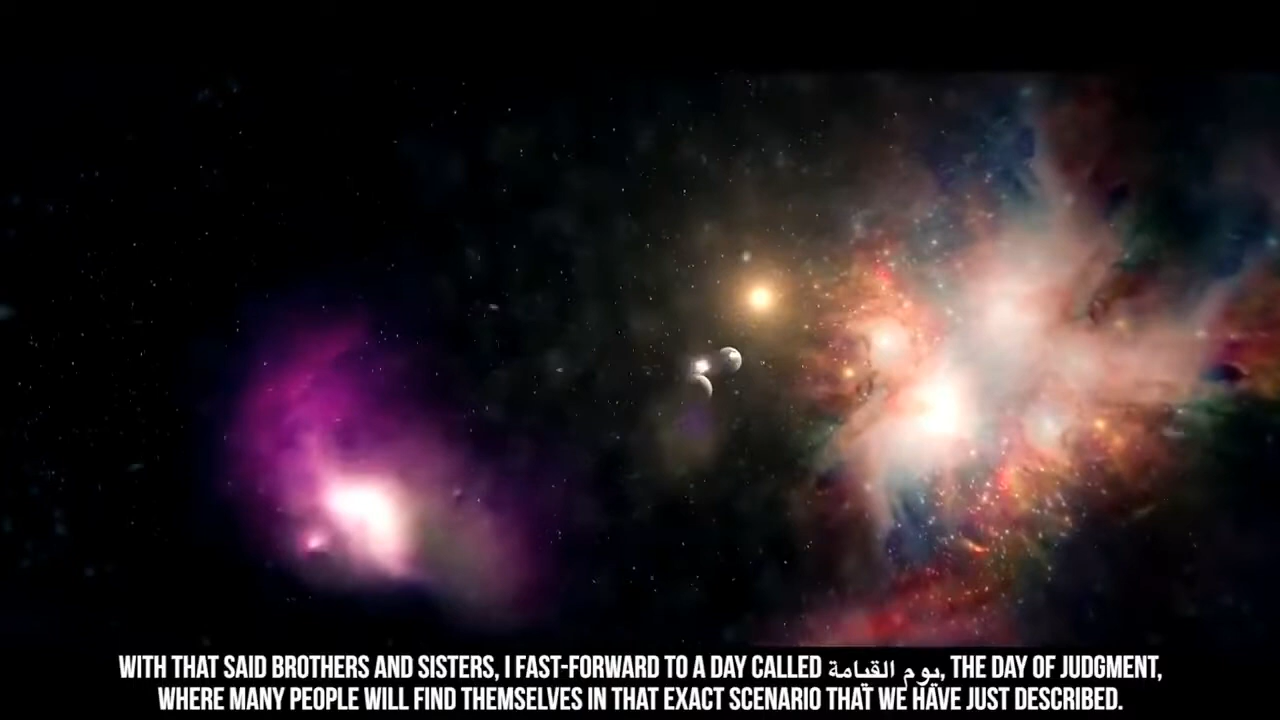 WITH THAT SAID BROTHERS AND SISTERS, I FAST-FORWARD TO A DAY CALLED يوم القيامة, THE DAY OF JUDGMENT,
WHERE MANY PEOPLE WILL FIND THEMSELVES IN THAT EXACT SCENARIO THAT WE HAVE JUST DESCRIBED.